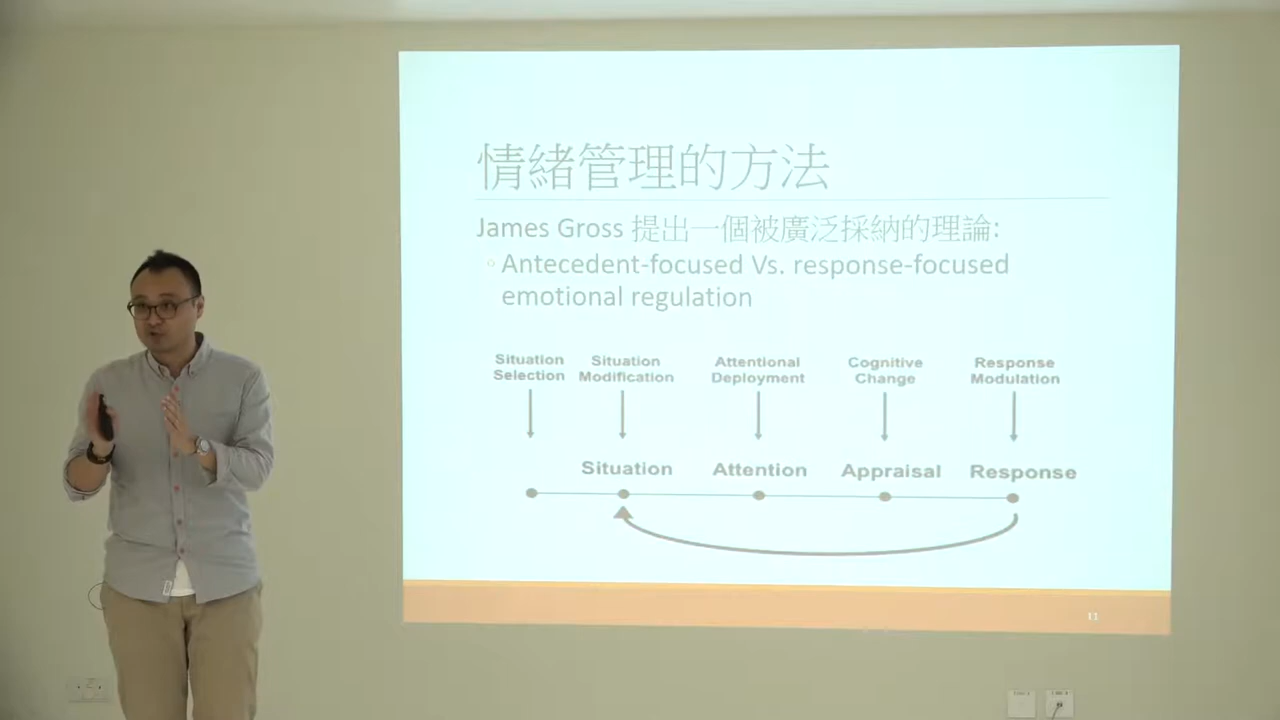 情緒管理的方法
James Gross 提出一個被廣泛採納的理論:
Antecedent-focused Vs. response-focused
emotional regulation
Situation Selection
Situation Modification
Attentional Deployment
Cognitive Change
Response Modulation
Situation
Attention
Appraisal
Response
11